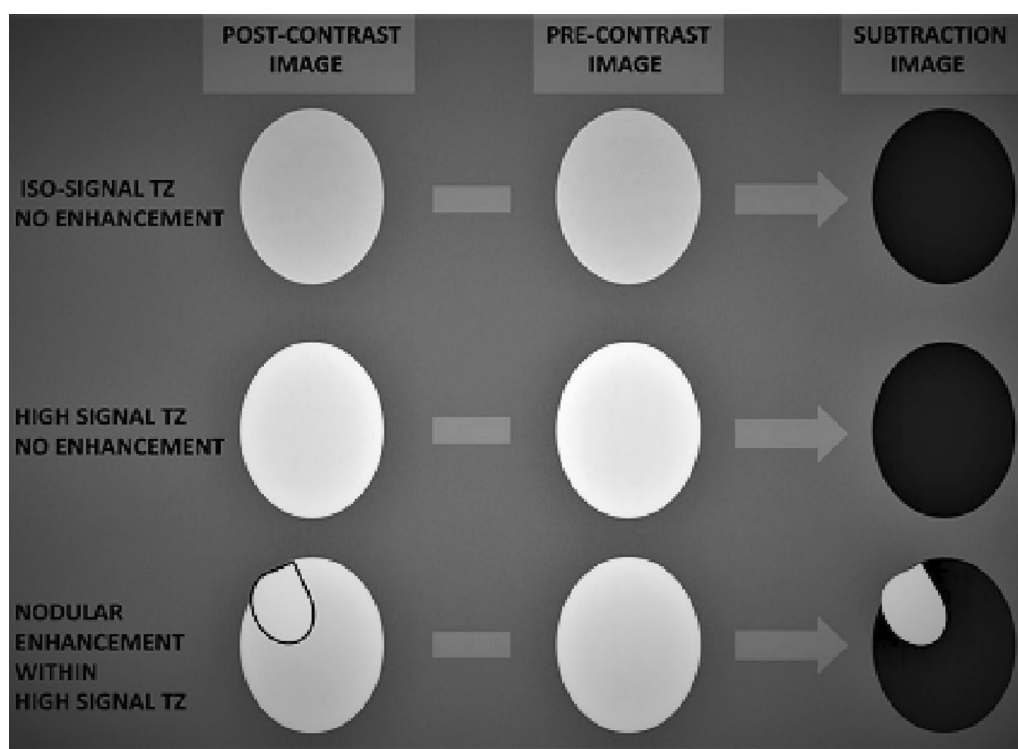 POST-CONTRAST
IMAGE
PRE-CONTRAST
IMAGE
SUBTRACTION
IMAGE
ISO-SIGNAL TZ
NO ENHANCEMENT
HIGH SIGNAL TZ
NO ENHANCEMENT
NODULAR
ENHANCEMENT
WITHIN
HIGH SIGNAL TZ